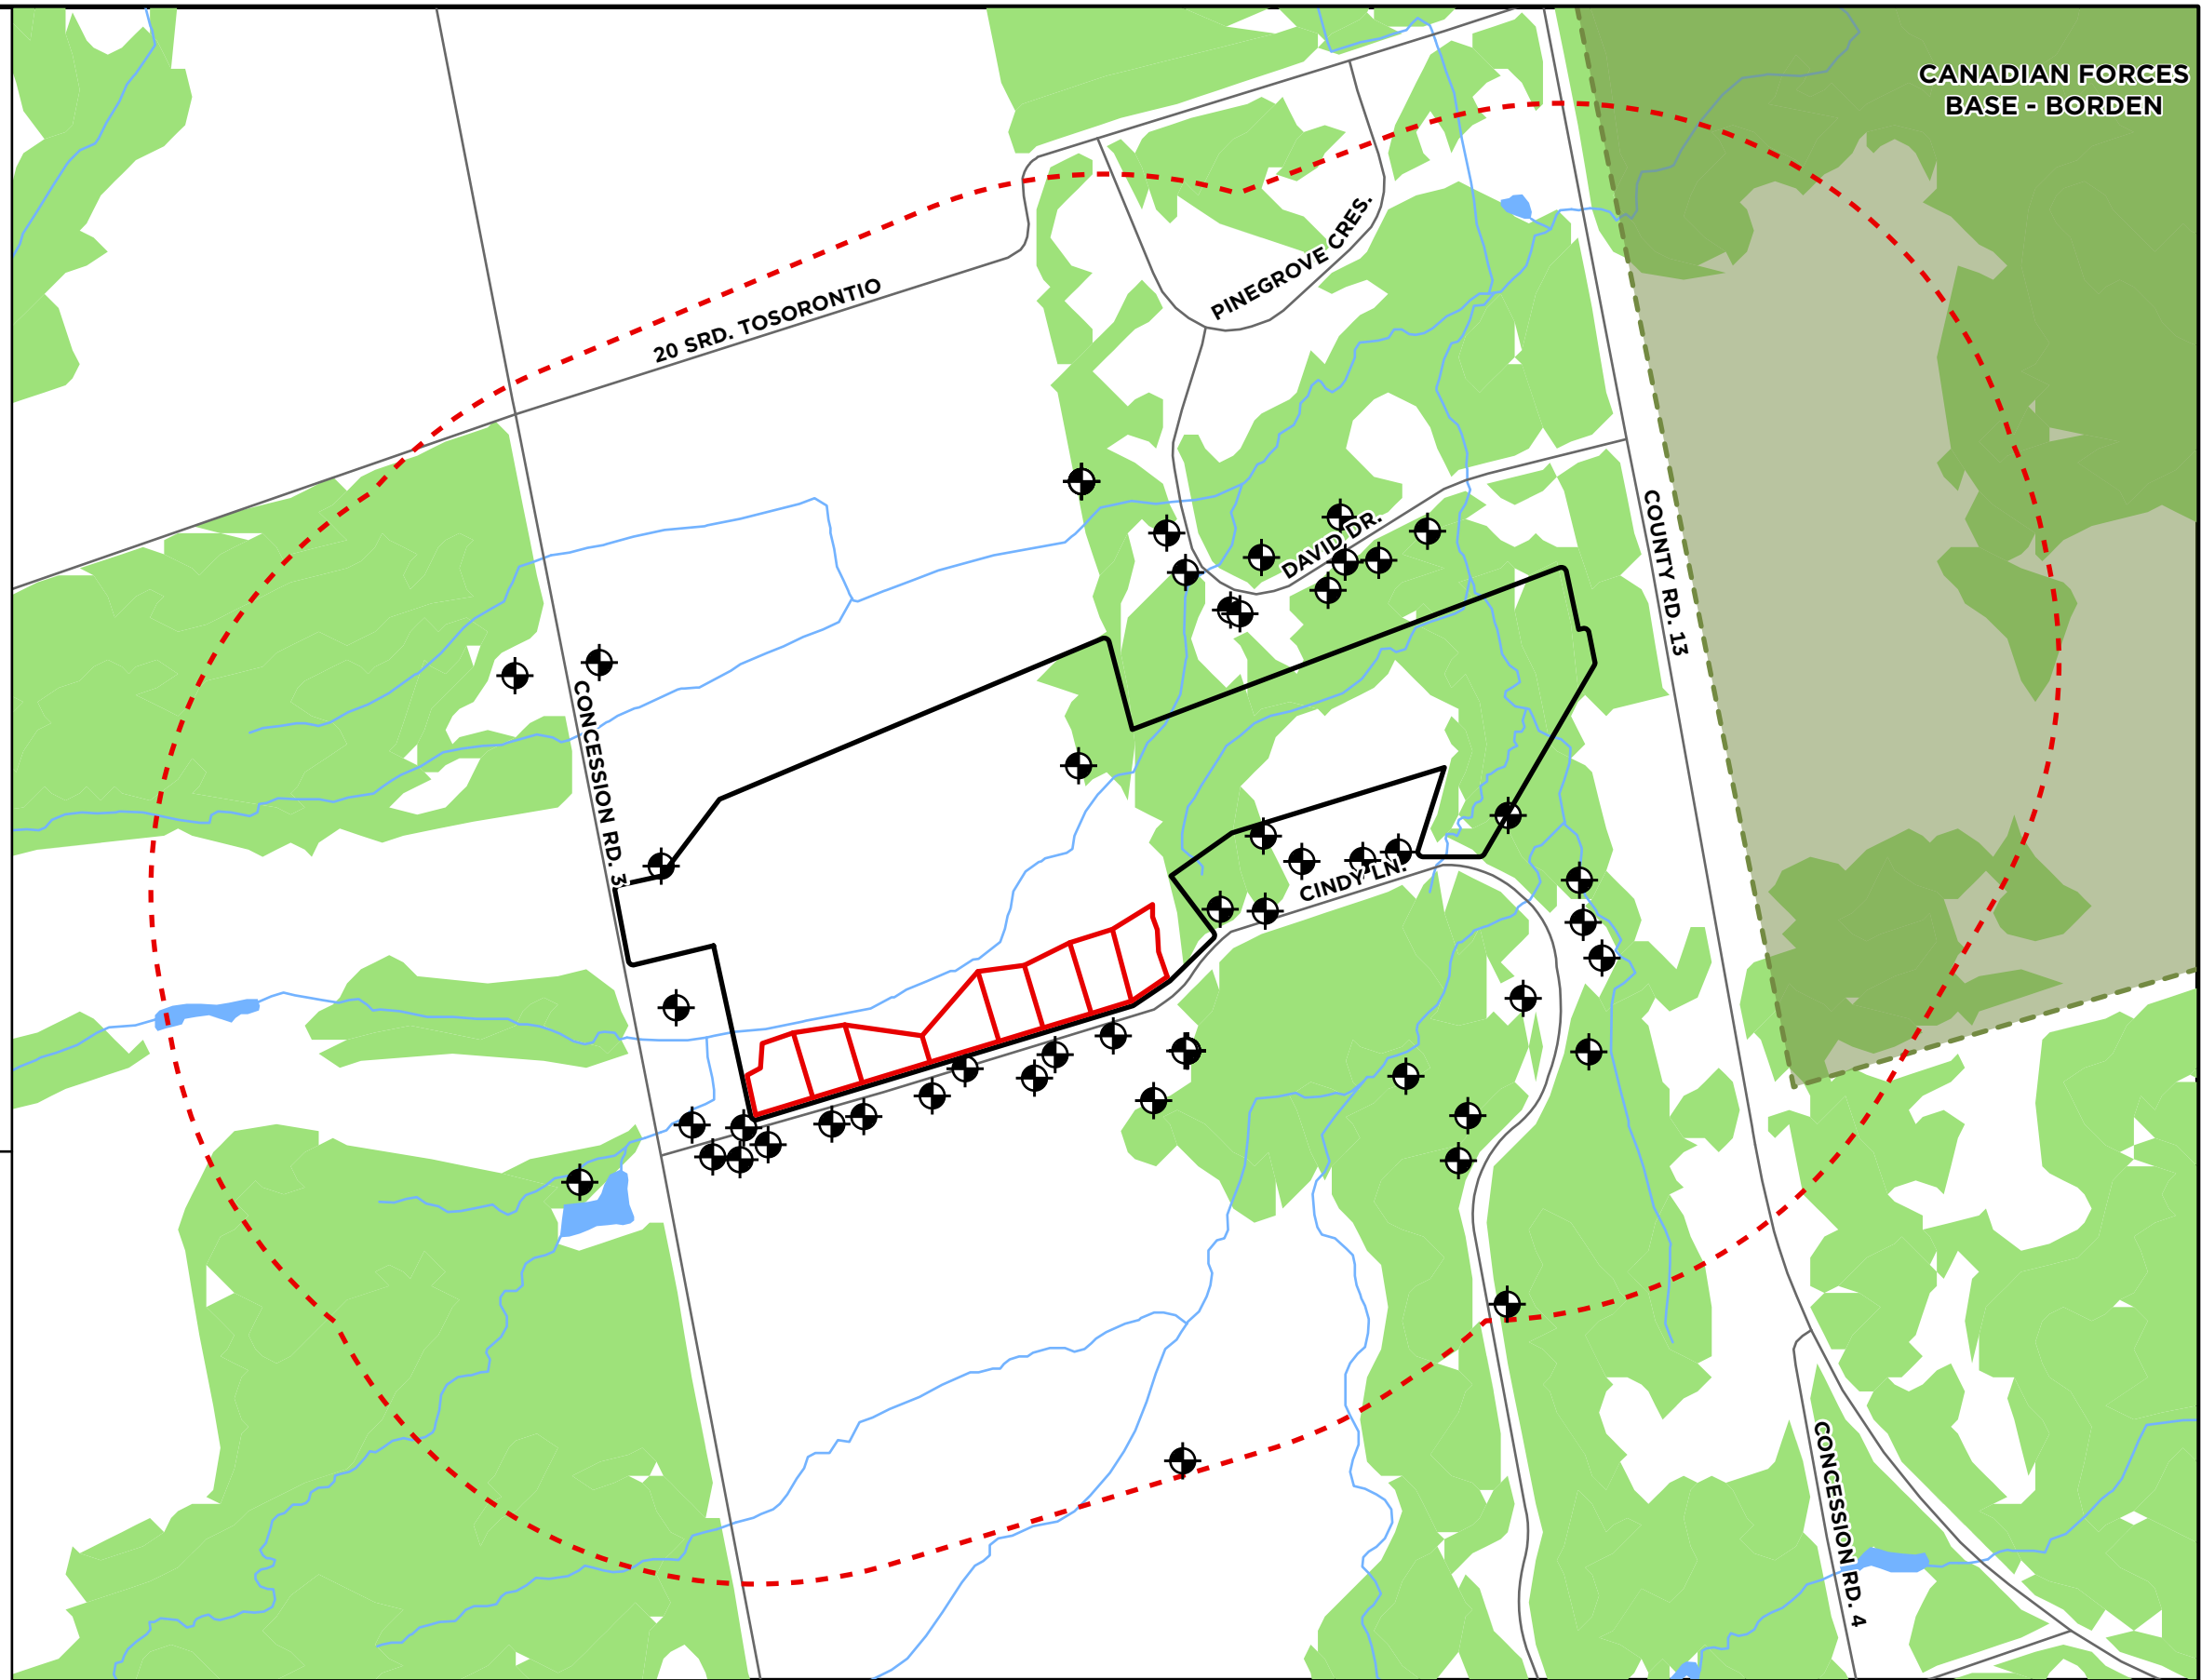 CANADIAN FORCES
BASE - BORDEN
PINEGROVE CRES.
20 SRD. TOSORONTIO
DAVID DR.
COUNTY RD. 13
CONCESSION RD. 3
CINDY LN.
CONCESSION RD. 4